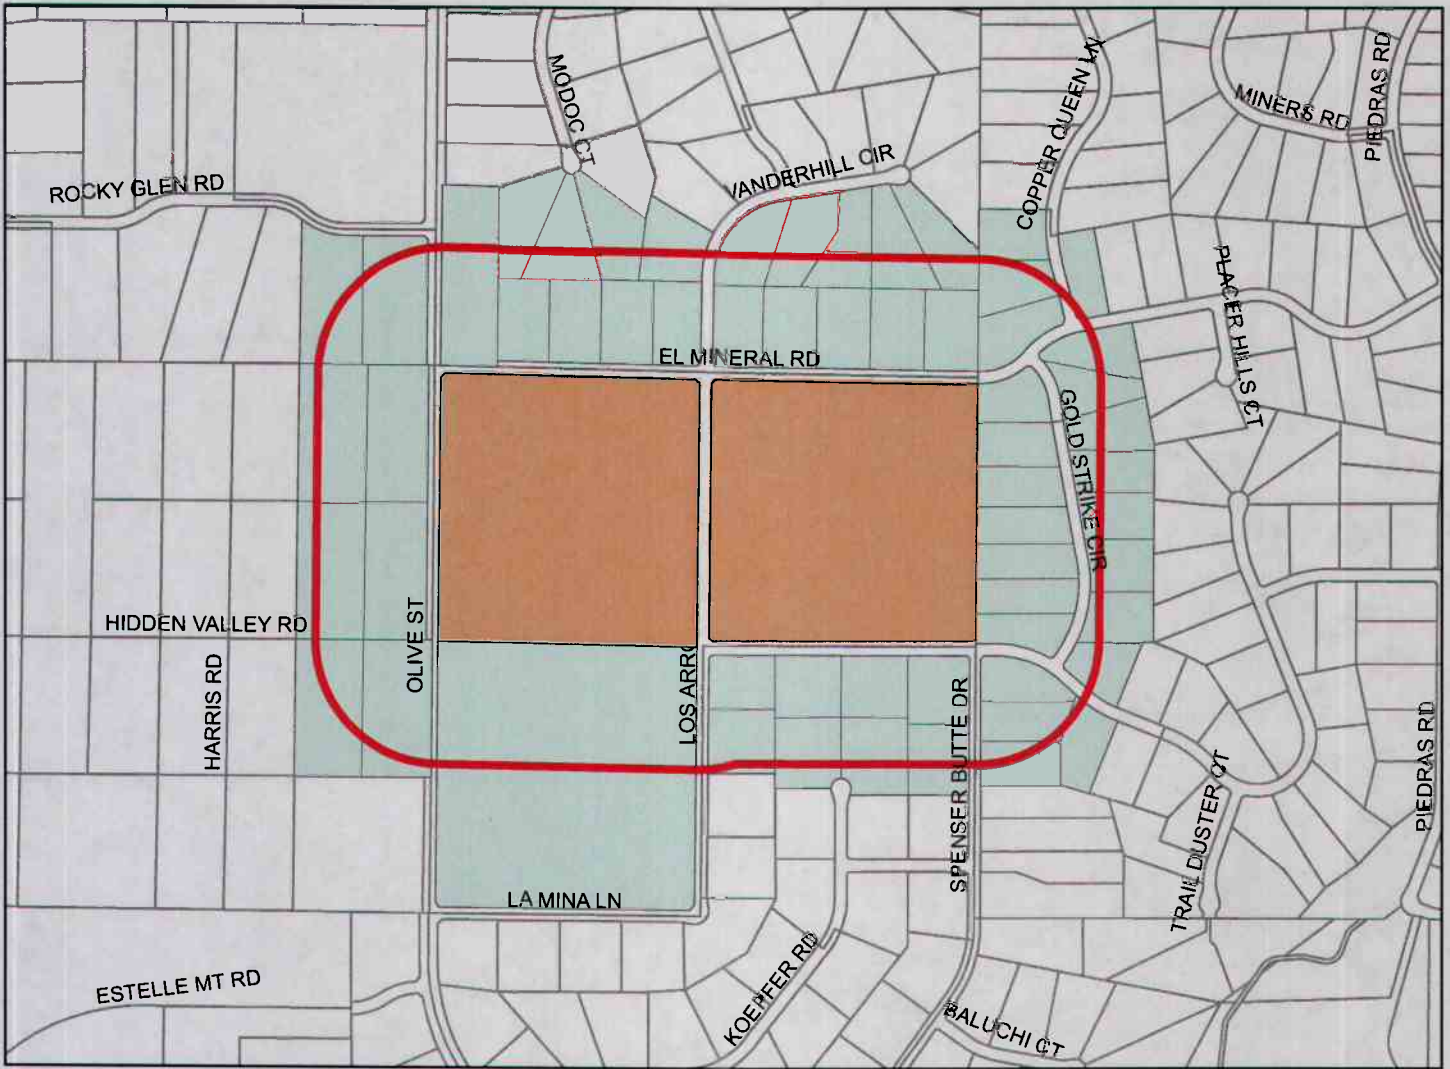 MODOC CT
COPPER QUEEN LN
MINERS RD
PIEDRAS RD
ROCKY GLEN RD
VANDERHILL CIR
PLACER HILLS CT
EL MINERAL RD
GOLD STRIKE CIR
HIDDEN VALLEY RD
OLIVE ST
HARRIS RD
LOS ARRO
SPENSER BUTTE DR
PIEDRAS RD
TRAIL DUSTER CT
LA MINA LN
ESTELLE MT RD
KOEPFER RD
BALUCHI CT